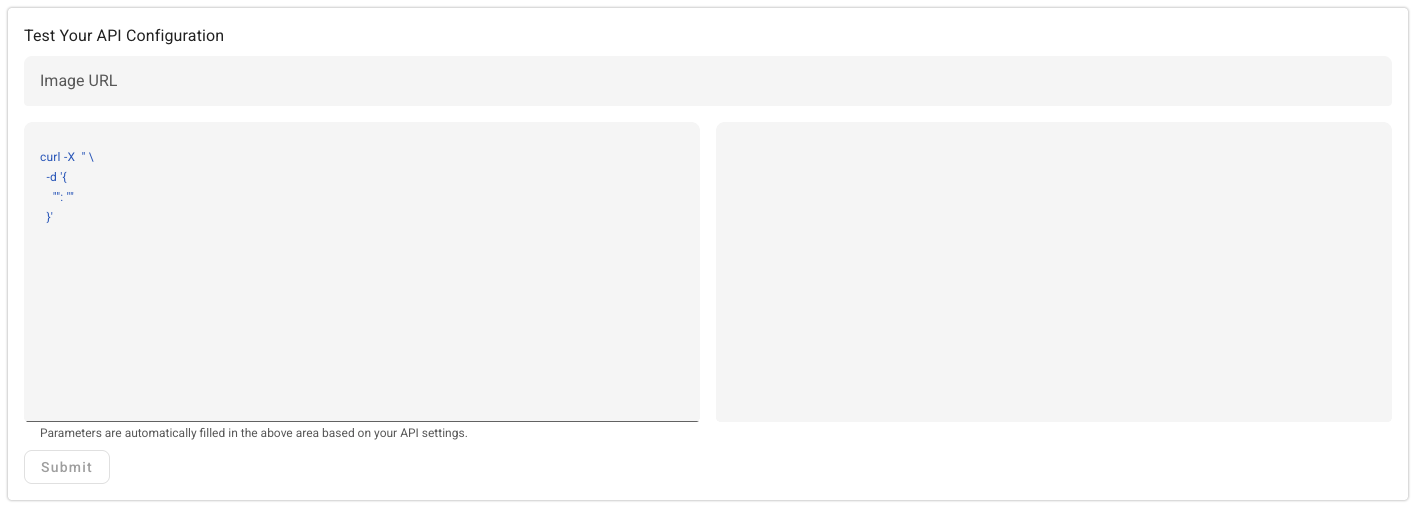 Test Your API Configuration
Image URL
curl -X  '' \
  -d '{
    "": ""
  }'
Parameters are automatically filled in the above area based on your API settings.
Submit